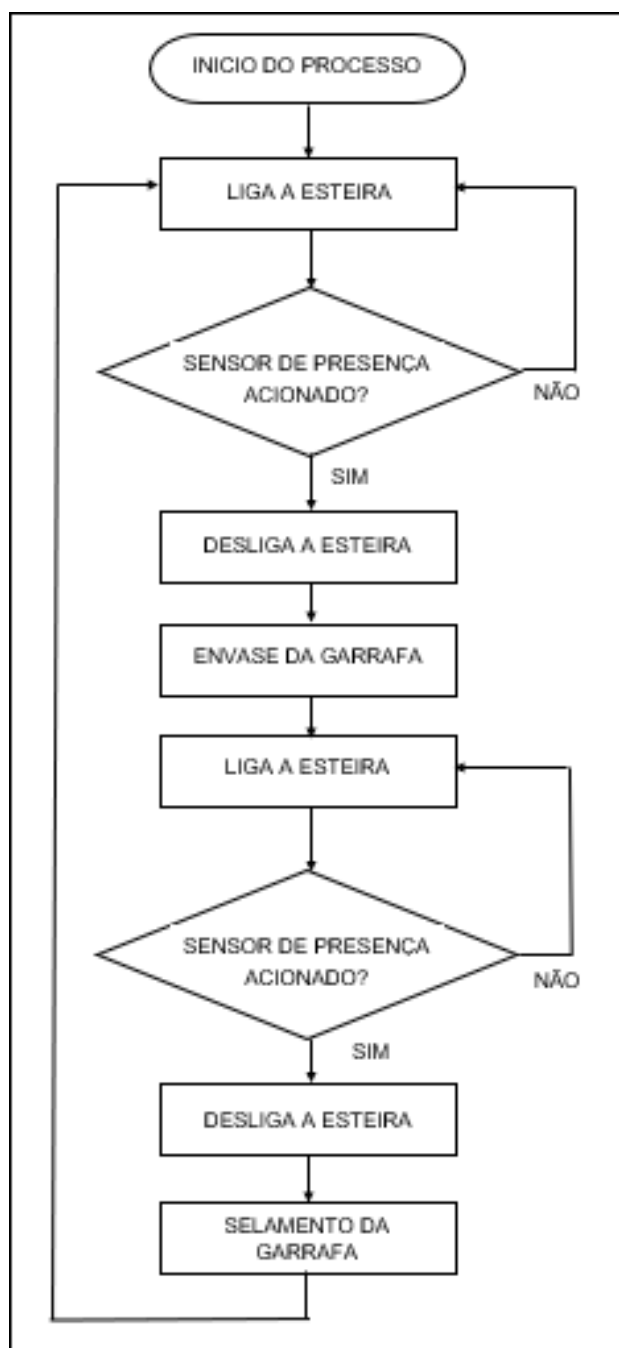 INICIO DO PROCESSO
LIGA A ESTEIRA
SENSOR DE PRESENÇA
ACIONADO?
NÃO
SIM
DESLIGA A ESTEIRA
ENVASE DA GARRAFA
LIGA A ESTEIRA
SENSOR DE PRESENÇA
ACIONADO?
NÃO
SIM
DESLIGA A ESTEIRA
SELAMENTO DA
GARRAFA